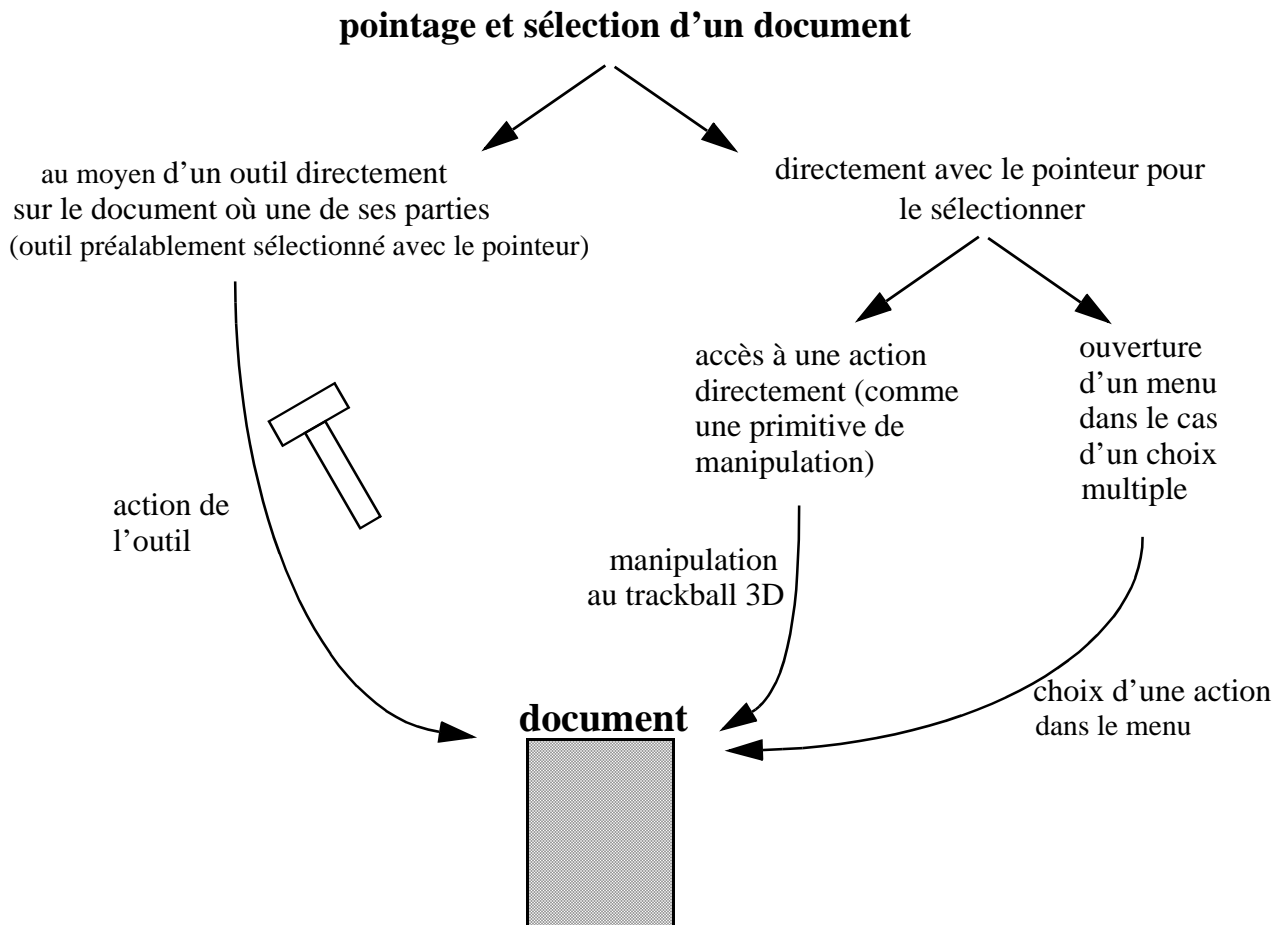 pointage et sélection d’un document
au moyen d’un outil directement
sur le document où une de ses parties
(outil préalablement sélectionné avec le pointeur)
directement avec le pointeur pour
le sélectionner
accès à une action
directement (comme
une primitive de
manipulation)
ouverture
d’un menu
dans le cas
d’un choix
multiple
action de
l’outil
manipulation
au trackball 3D
choix d’une action
dans le menu
document